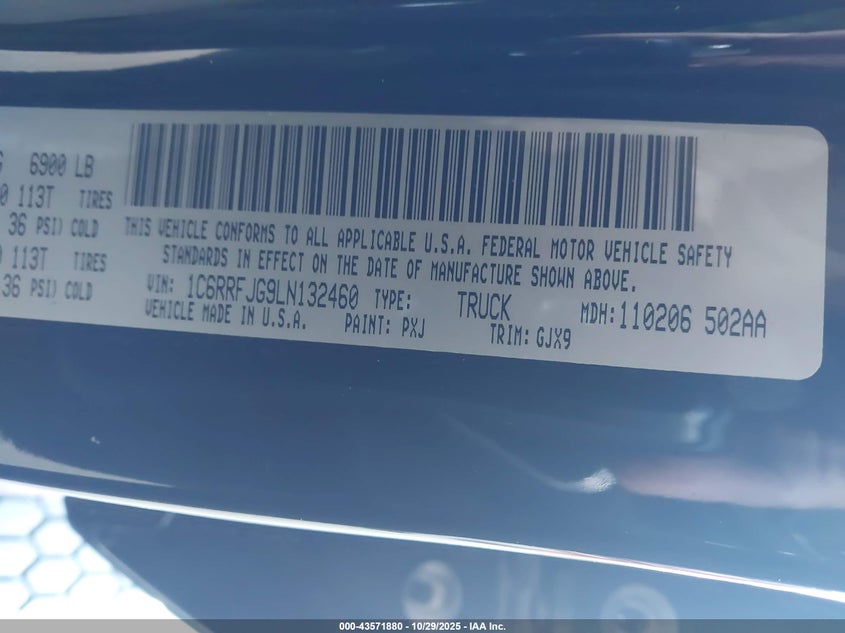 G 6900 LB
0 113T TIRES
36 PSI) COLD
0 113T TIRES
36 PSI) COLD
THIS VEHICLE CONFORMS TO ALL APPLICABLE U.S.A. FEDERAL MOTOR VEHICLE SAFETY
STANDARDS IN EFFECT ON THE DATE OF MANUFACTURE SHOWN ABOVE.
VIN: 1C6RRFJG9LN132460 TYPE: TRUCK MDH:110206 502AA
VEHICLE MADE IN U.S.A. PAINT: PXJ TRIM: GJX9
000-43571880 - 10/29/2025 - IAA Inc.